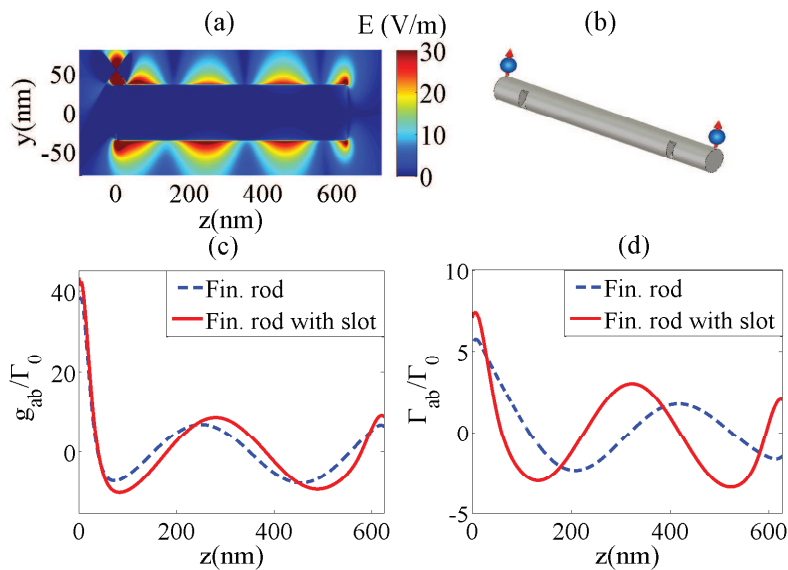 (a)
E (V/m)
(b)
y(nm)
50
0
-50
0
200
400
600
z(nm)
30
20
10
0
(c)
g_ab/Γ_0
40
20
0
0
200
400
600
z(nm)
Fin. rod
Fin. rod with slot
(d)
Γ_ab/Γ_0
10
5
0
-5
0
200
400
600
z(nm)
Fin. rod
Fin. rod with slot